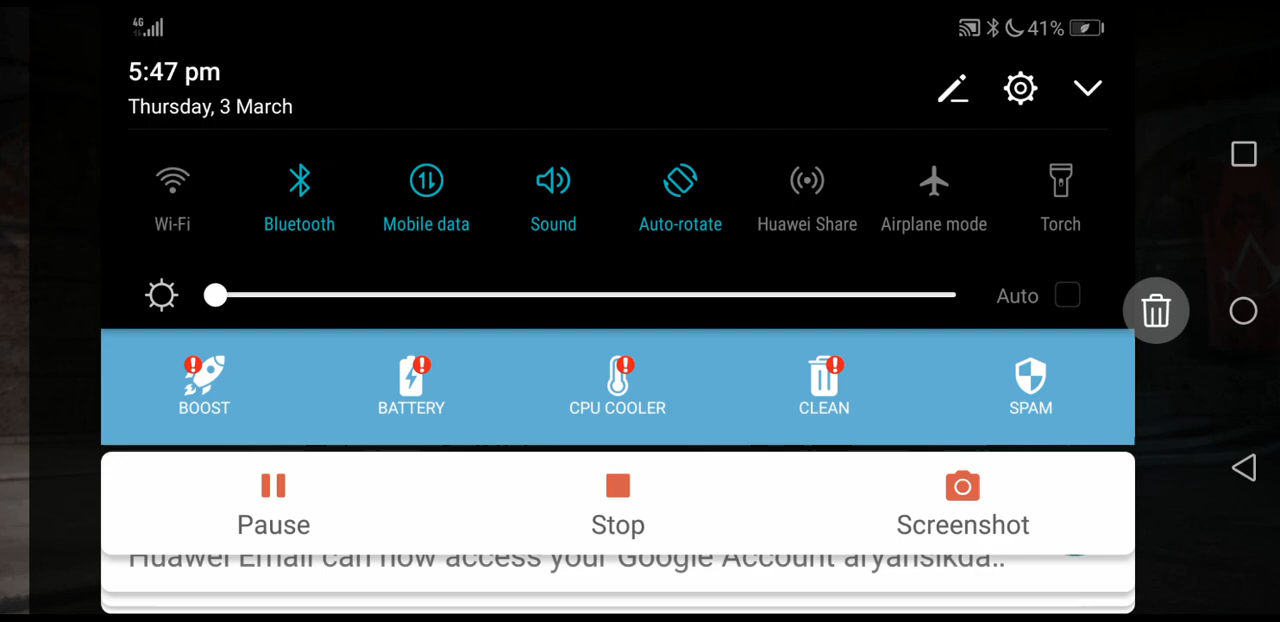 4G 41%
5:47 pm
Thursday, 3 March
Wi-Fi Bluetooth Mobile data Sound Auto-rotate Huawei Share Airplane mode Torch
Auto
BOOST BATTERY CPU COOLER CLEAN SPAM
Pause Stop Screenshot
Huawei Email can now access your Google Account aryansikda..